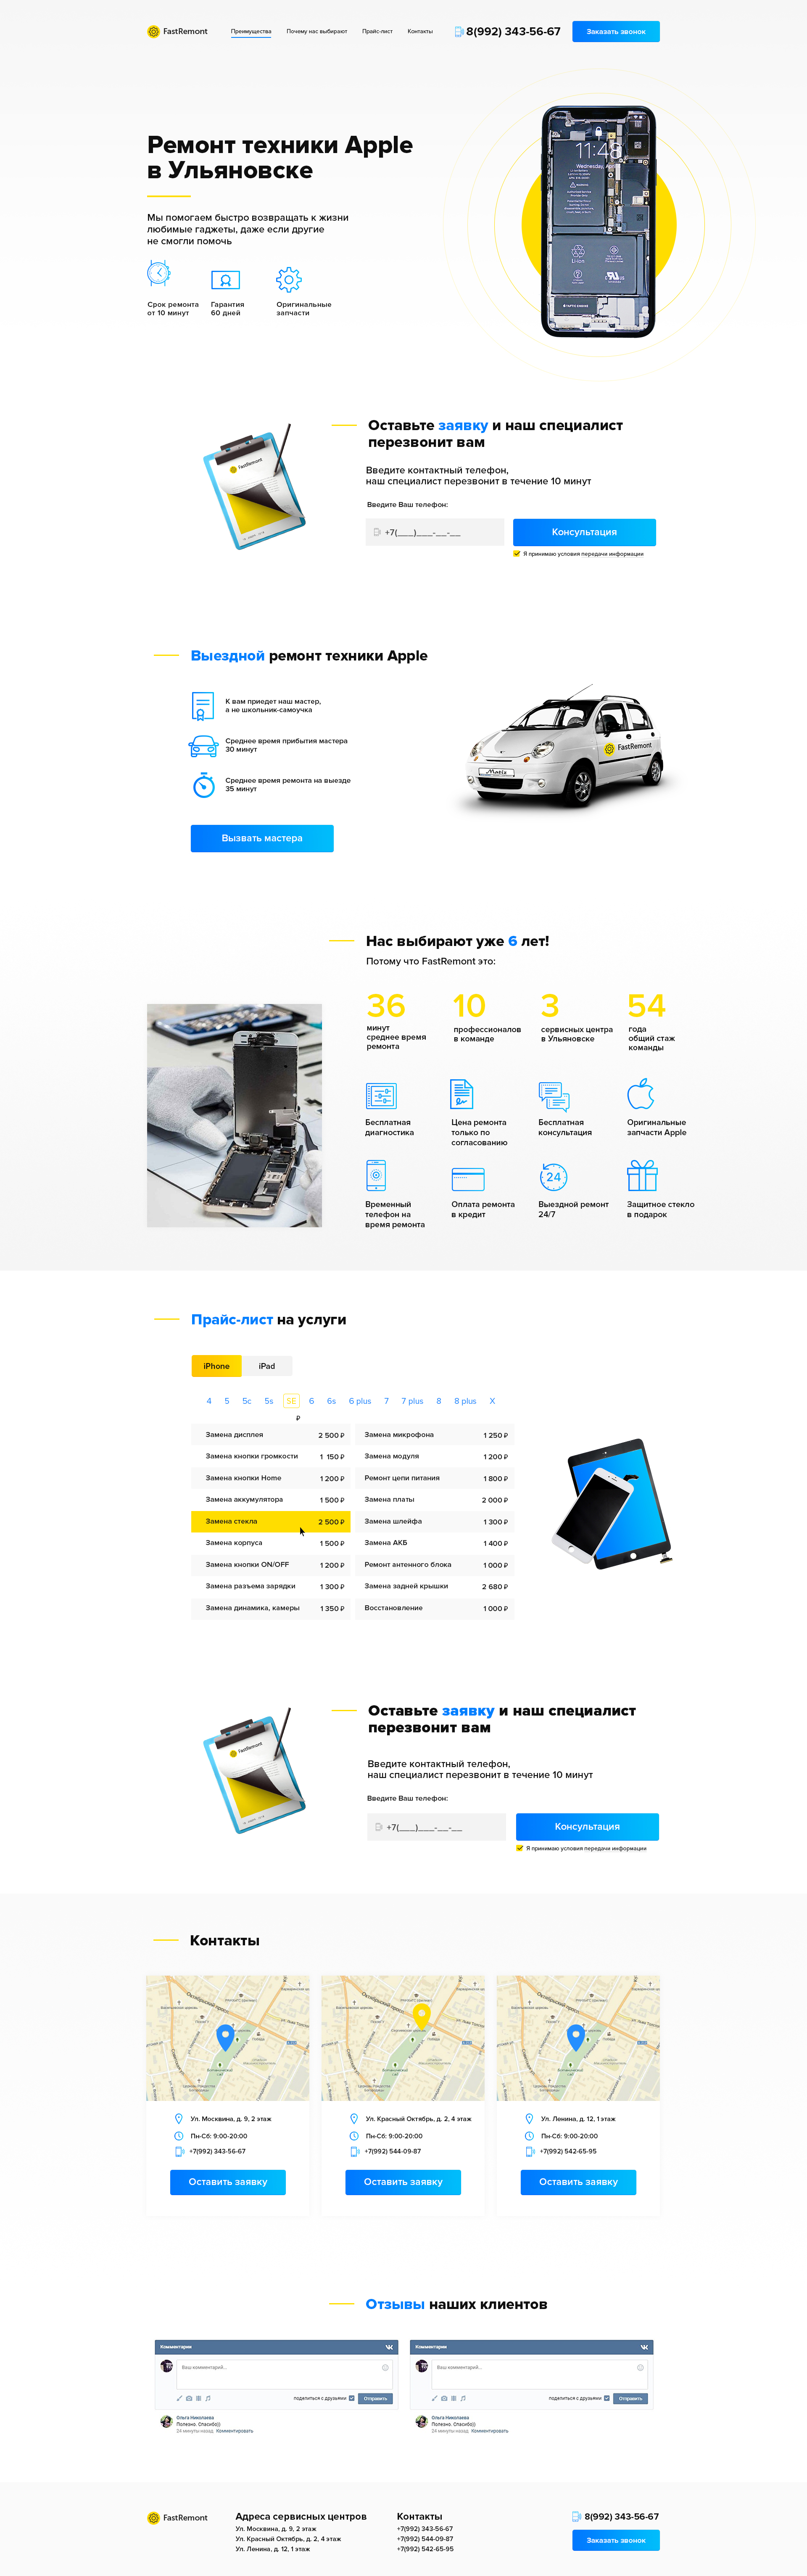 FastRemont
Преимущества
Почему нас выбирают
Прайс-лист
Контакты
8(992) 343-56-67
Заказать звонок
Ремонт техники Apple
в Ульяновске
Мы помогаем быстро возвращать к жизни
любимые гаджеты, даже если другие
не смогли помочь
Срок ремонта
от 10 минут
Гарантия
60 дней
Оригинальные
запчасти
11:48
Wednesday,
Li-ion
Оставьте заявку и наш специалист
перезвонит вам
FastRemont
Введите контактный телефон,
наш специалист перезвонит в течение 10 минут
Введите Ваш телефон:
+7(___)___-__-__
Консультация
Я принимаю условия передачи информации
Выездной ремонт техники Apple
К вам приедет наш мастер,
а не школьник-самоучка
Среднее время прибытия мастера
30 минут
Среднее время ремонта на выезде
35 минут
FastRemont
Matiz
Вызвать мастера
Нас выбирают уже 6 лет!
Потому что FastRemont это:
36
минут
среднее время
ремонта
10
профессионалов
в команде
3
сервисных центра
в Ульяновске
54
года
общий стаж
команды
Бесплатная
диагностика
Цена ремонта
только по
согласованию
Бесплатная
консультация
Оригинальные
запчасти Apple
24
Временный
телефон на
время ремонта
Оплата ремонта
в кредит
Выездной ремонт
24/7
Защитное стекло
в подарок
Прайс-лист на услуги
iPhone
iPad
4 5 5c 5s SE 6 6s 6 plus 7 7 plus 8 8 plus X
₽
Замена дисплея 2 500 ₽
Замена кнопки громкости 1 150 ₽
Замена кнопки Home 1 200 ₽
Замена аккумулятора 1 500 ₽
Замена стекла 2 500 ₽
Замена корпуса 1 500 ₽
Замена кнопки ON/OFF 1 200 ₽
Замена разъема зарядки 1 300 ₽
Замена динамика, камеры 1 350 ₽
Замена микрофона 1 250 ₽
Замена модуля 1 200 ₽
Ремонт цепи питания 1 800 ₽
Замена платы 2 000 ₽
Замена шлейфа 1 300 ₽
Замена АКБ 1 400 ₽
Ремонт антенного блока 1 000 ₽
Замена задней крышки 2 680 ₽
Восстановление 1 000 ₽
Оставьте заявку и наш специалист
перезвонит вам
FastRemont
Введите контактный телефон,
наш специалист перезвонит в течение 10 минут
Введите Ваш телефон:
+7(___)___-__-__
Консультация
Я принимаю условия передачи информации
Контакты
Ул. Москвина, д. 9, 2 этаж
Пн-Сб: 9:00-20:00
+7(992) 343-56-67
Оставить заявку
Ул. Красный Октябрь, д. 2, 4 этаж
Пн-Сб: 9:00-20:00
+7(992) 544-09-87
Оставить заявку
Ул. Ленина, д. 12, 1 этаж
Пн-Сб: 9:00-20:00
+7(992) 542-65-95
Оставить заявку
Отзывы наших клиентов
Комментарии
Ваш комментарий...
поделиться с друзьями
Отправить
Ольга Николаева
Полезно. Спасибо))
24 минуты назад Комментировать
Комментарии
Ваш комментарий...
поделиться с друзьями
Отправить
Ольга Николаева
Полезно. Спасибо))
24 минуты назад Комментировать
FastRemont
Адреса сервисных центров
Ул. Москвина, д. 9, 2 этаж
Ул. Красный Октябрь, д. 2, 4 этаж
Ул. Ленина, д. 12, 1 этаж
Контакты
+7(992) 343-56-67
+7(992) 544-09-87
+7(992) 542-65-95
8(992) 343-56-67
Заказать звонок